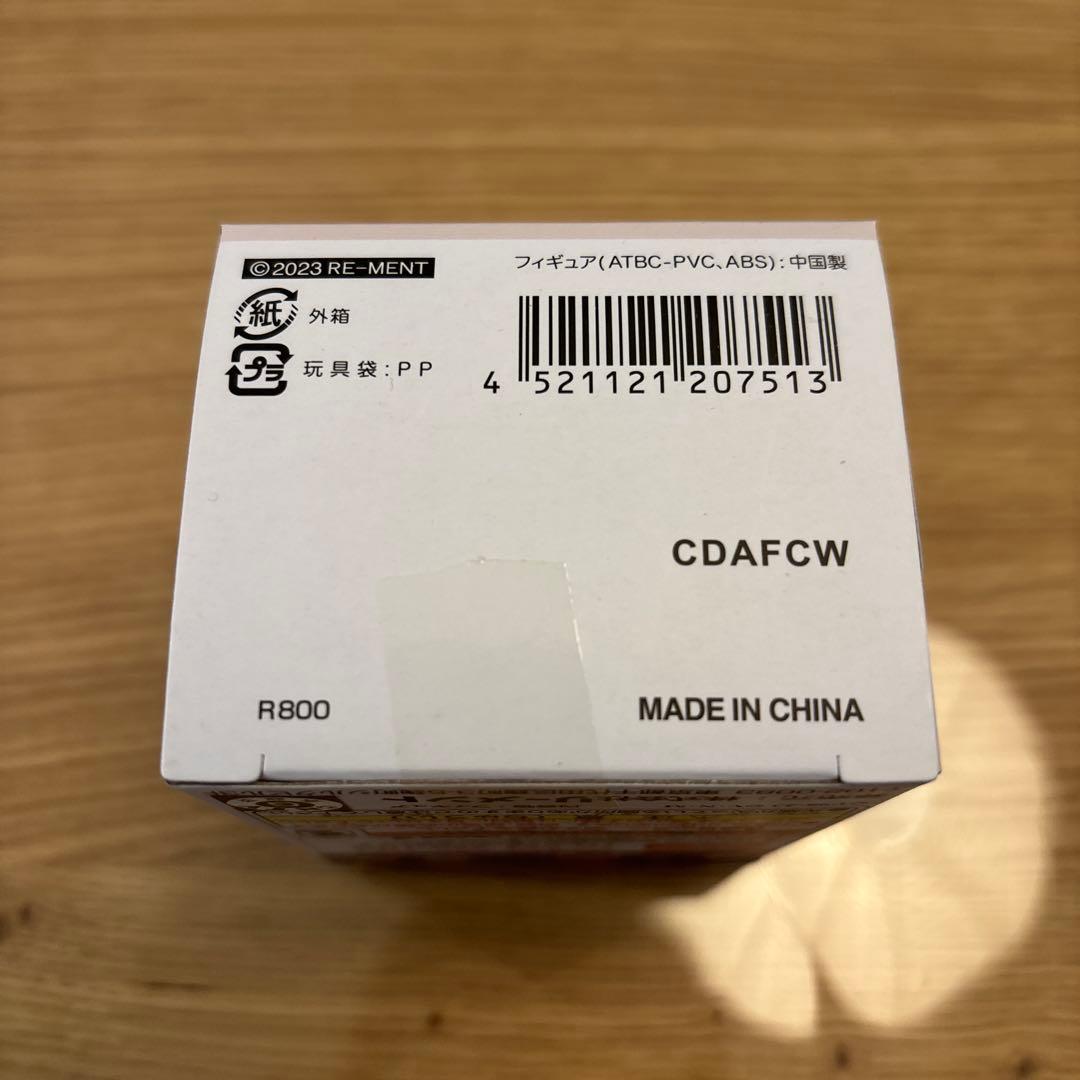 ©2023 RE-MENT
フィギュア(ATBC-PVC、ABS):中国製
紙 外箱
プラ 玩具袋:PP
4 521121 207513
CDAFCW
R800
MADE IN CHINA